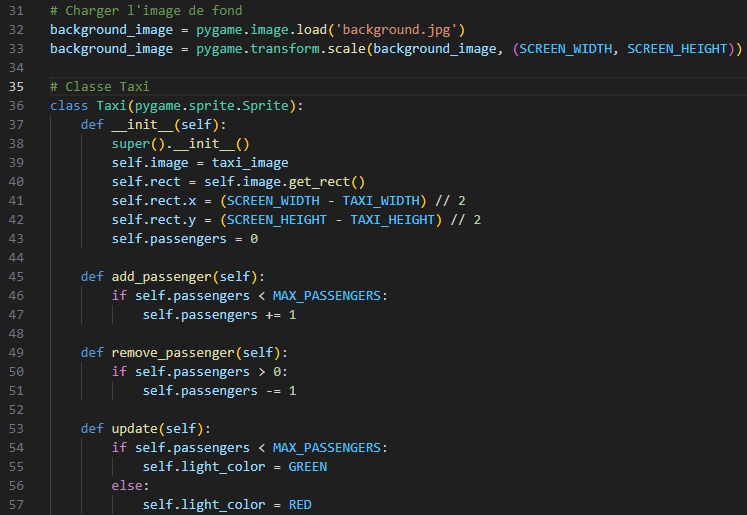 31 # Charger l'image de fond
32 background_image = pygame.image.load('background.jpg')
33 background_image = pygame.transform.scale(background_image, (SCREEN_WIDTH, SCREEN_HEIGHT))
34
35 # Classe Taxi
36 class Taxi(pygame.sprite.Sprite):
37     def __init__(self):
38         super().__init__()
39         self.image = taxi_image
40         self.rect = self.image.get_rect()
41         self.rect.x = (SCREEN_WIDTH - TAXI_WIDTH) // 2
42         self.rect.y = (SCREEN_HEIGHT - TAXI_HEIGHT) // 2
43         self.passengers = 0
44
45     def add_passenger(self):
46         if self.passengers < MAX_PASSENGERS:
47             self.passengers += 1
48
49     def remove_passenger(self):
50         if self.passengers > 0:
51             self.passengers -= 1
52
53     def update(self):
54         if self.passengers < MAX_PASSENGERS:
55             self.light_color = GREEN
56         else:
57             self.light_color = RED